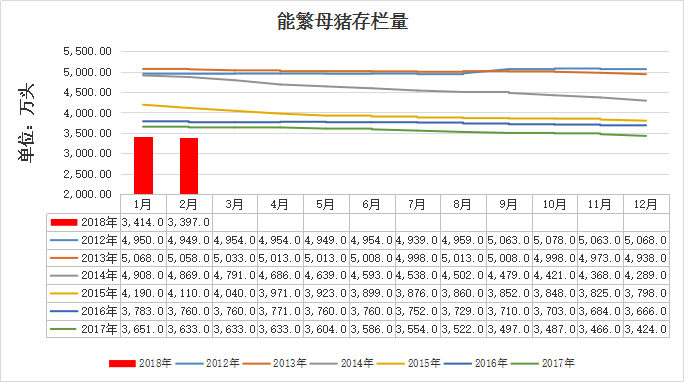 能繁母猪存栏量
单位：万头
5,500.00
5,000.00
4,500.00
4,000.00
3,500.00
3,000.00
2,500.00
2,000.00
1月 2月 3月 4月 5月 6月 7月 8月 9月 10月 11月 12月
2018年 3,414.0 3,397.0
2012年 4,950.0 4,949.0 4,954.0 4,954.0 4,949.0 4,954.0 4,939.0 4,959.0 5,063.0 5,078.0 5,063.0 5,068.0
2013年 5,068.0 5,058.0 5,033.0 5,013.0 5,013.0 5,008.0 4,998.0 5,013.0 5,008.0 4,998.0 4,973.0 4,938.0
2014年 4,908.0 4,869.0 4,791.0 4,686.0 4,639.0 4,593.0 4,538.0 4,502.0 4,479.0 4,421.0 4,368.0 4,289.0
2015年 4,190.0 4,110.0 4,040.0 3,971.0 3,923.0 3,899.0 3,876.0 3,860.0 3,852.0 3,848.0 3,825.0 3,798.0
2016年 3,783.0 3,760.0 3,760.0 3,771.0 3,760.0 3,760.0 3,752.0 3,729.0 3,710.0 3,703.0 3,684.0 3,666.0
2017年 3,651.0 3,633.0 3,633.0 3,633.0 3,604.0 3,586.0 3,554.0 3,522.0 3,497.0 3,487.0 3,466.0 3,424.0
2018年 2012年 2013年 2014年 2015年 2016年 2017年